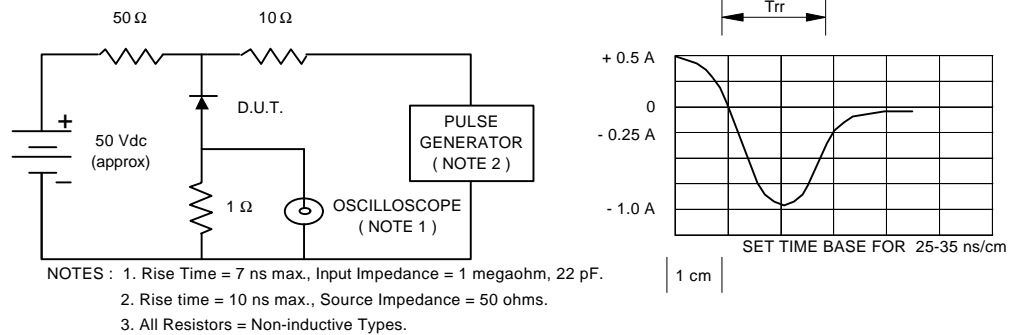 50 Ω
10 Ω
D.U.T.
+
50 Vdc
(approx)
−
PULSE
GENERATOR
( NOTE 2 )
1 Ω
OSCILLOSCOPE
( NOTE 1 )
Trr
+ 0.5 A
0
- 0.25 A
- 1.0 A
SET TIME BASE FOR 25-35 ns/cm
1 cm
NOTES : 1. Rise Time = 7 ns max., Input Impedance = 1 megaohm, 22 pF.
2. Rise time = 10 ns max., Source Impedance = 50 ohms.
3. All Resistors = Non-inductive Types.